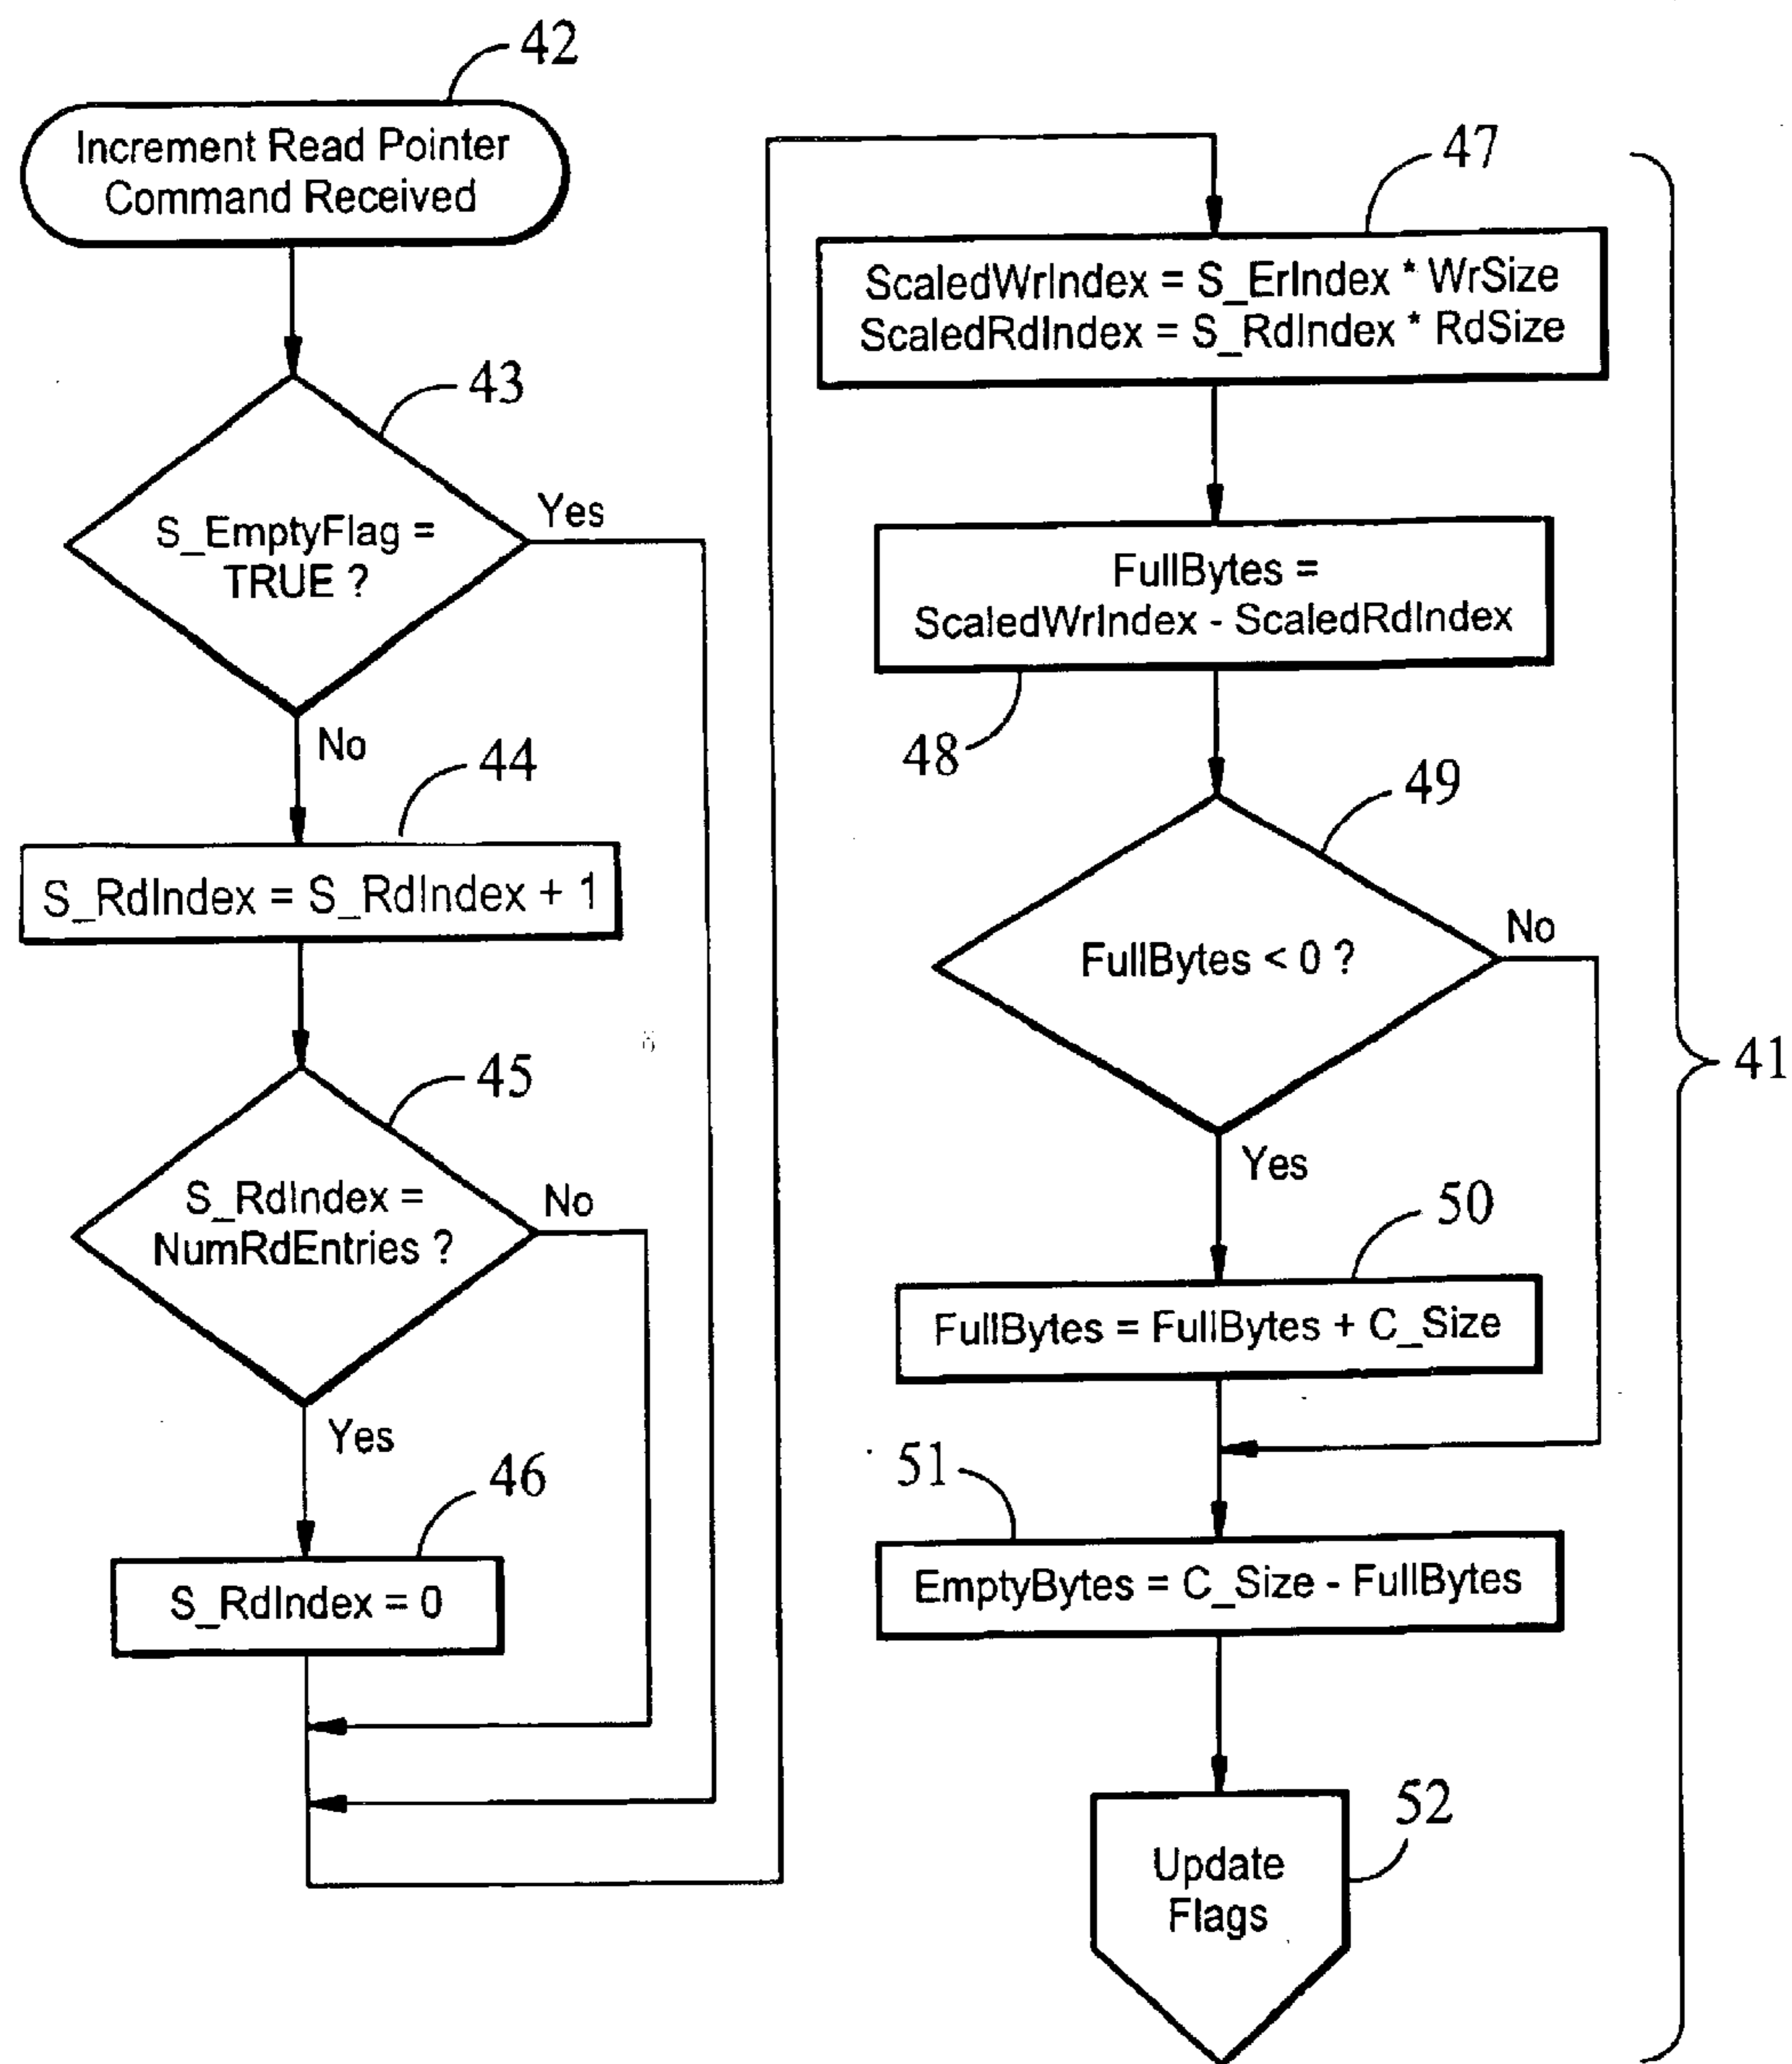 42
Increment Read Pointer
Command Received
43
S_EmptyFlag =
TRUE ?
Yes
No
44
S_RdIndex = S_RdIndex + 1
45
S_RdIndex =
NumRdEntries ?
No
Yes
46
S_RdIndex = 0
47
ScaledWrIndex = S_ErIndex * WrSize
ScaledRdIndex = S_RdIndex * RdSize
FullBytes =
ScaledWrIndex - ScaledRdIndex
48
49
FullBytes < 0 ?
No
Yes
41
50
FullBytes = FullBytes + C_Size
51
EmptyBytes = C_Size - FullBytes
52
Update
Flags